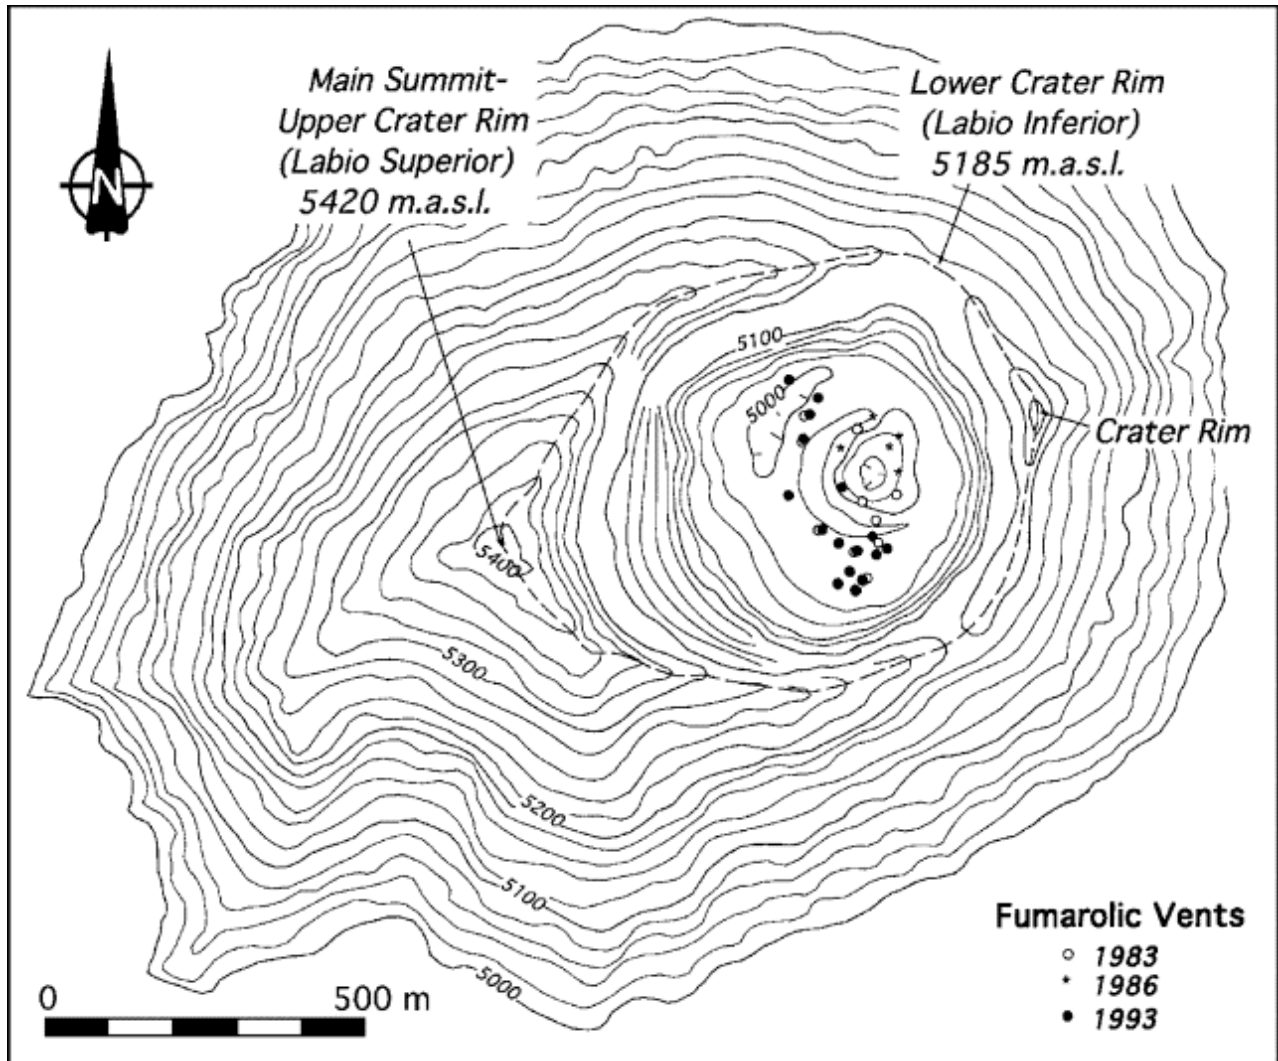 Main Summit-
Upper Crater Rim
(Labio Superior)
5420 m.a.s.l.
Lower Crater Rim
(Labio Inferior)
5185 m.a.s.l.
N
5100
5000
Crater Rim
5400
5300
5200
5100
5000
Fumarolic Vents
1983
1986
1993
0 500 m